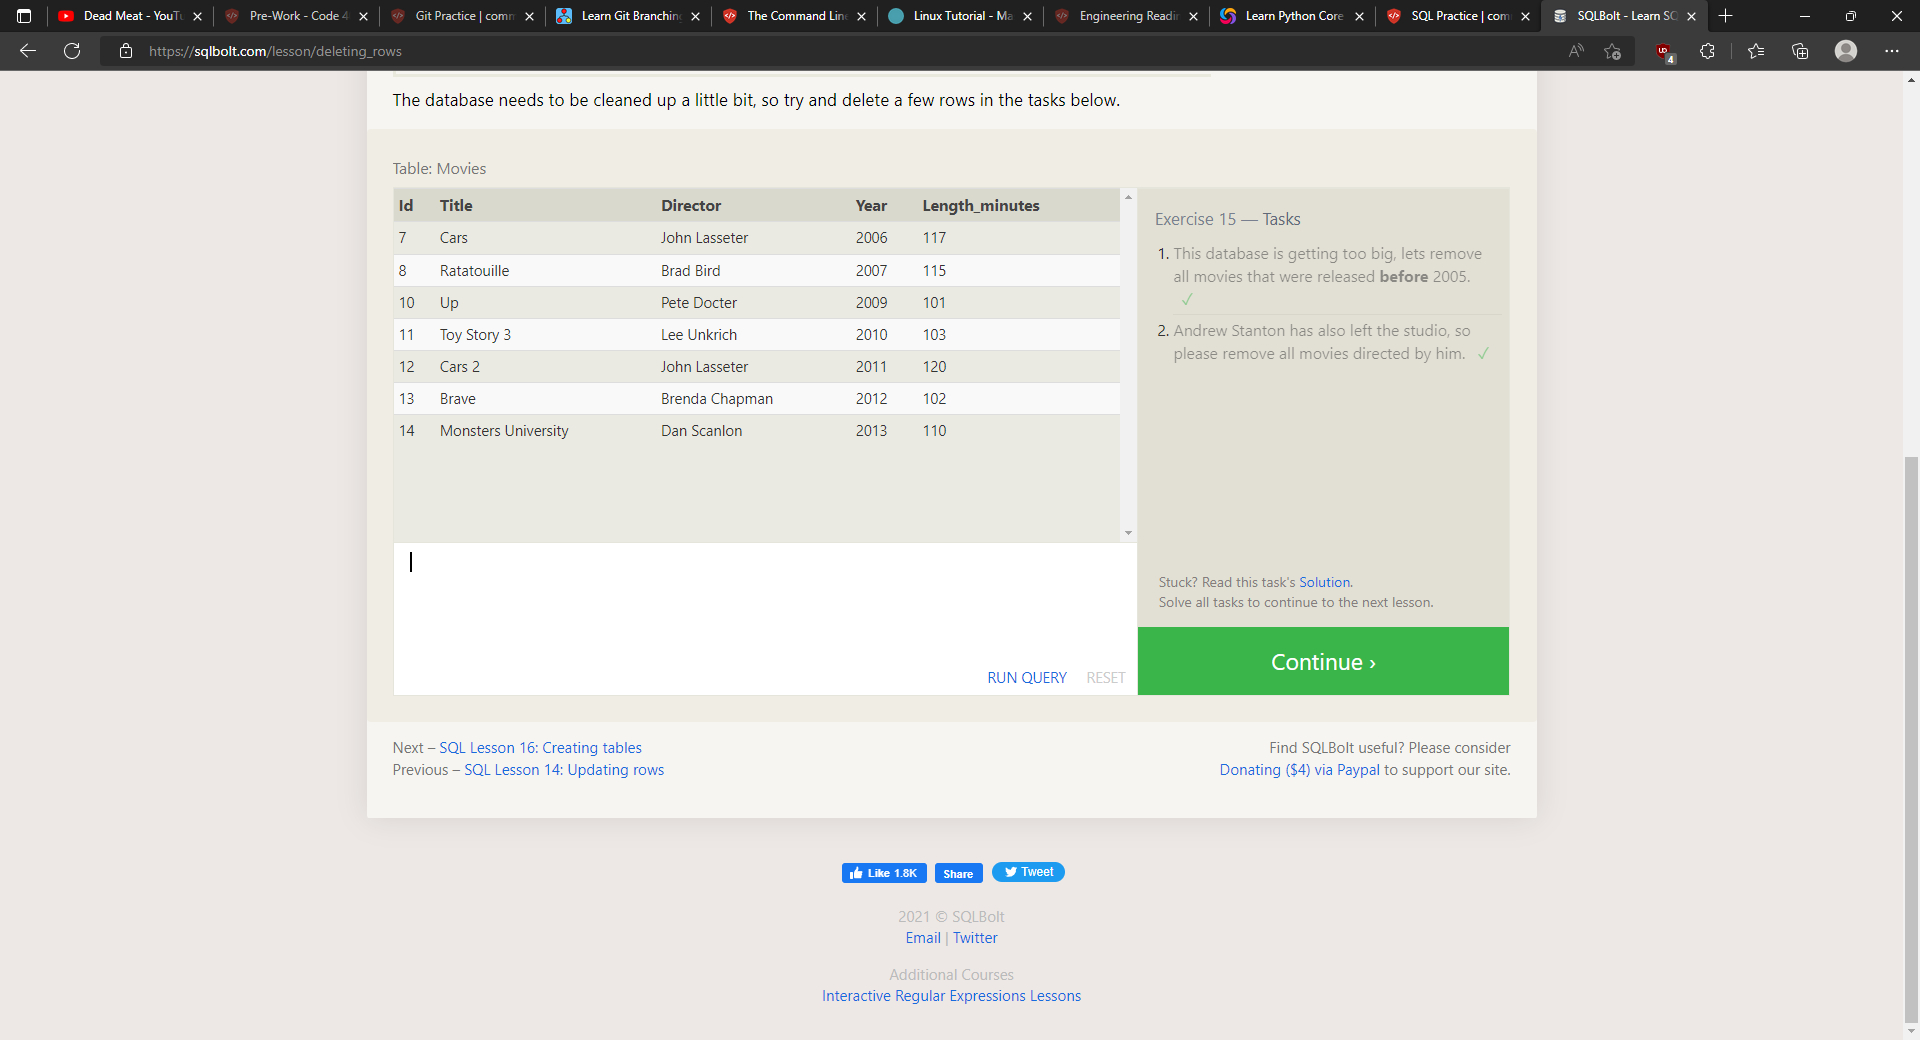 Dead Meat - YouTu
Pre-Work - Code 4
Git Practice | comm
Learn Git Branching
The Command Line
Linux Tutorial - Ma
Engineering Readin
Learn Python Core
SQL Practice | com
SQLBolt - Learn SQ
https://sqlbolt.com/lesson/deleting_rows
4
The database needs to be cleaned up a little bit, so try and delete a few rows in the tasks below.
Table: Movies
Id Title Director Year Length_minutes
7 Cars John Lasseter 2006 117
8 Ratatouille Brad Bird 2007 115
10 Up Pete Docter 2009 101
11 Toy Story 3 Lee Unkrich 2010 103
12 Cars 2 John Lasseter 2011 120
13 Brave Brenda Chapman 2012 102
14 Monsters University Dan Scanlon 2013 110
RUN QUERY RESET
Exercise 15 — Tasks
1. This database is getting too big, lets remove
all movies that were released before 2005.
✓
2. Andrew Stanton has also left the studio, so
please remove all movies directed by him. ✓
Stuck? Read this task's Solution.
Solve all tasks to continue to the next lesson.
Continue ›
Next – SQL Lesson 16: Creating tables
Previous – SQL Lesson 14: Updating rows
Find SQLBolt useful? Please consider
Donating ($4) via Paypal to support our site.
Like 1.8K Share Tweet
2021 © SQLBolt
Email | Twitter
Additional Courses
Interactive Regular Expressions Lessons